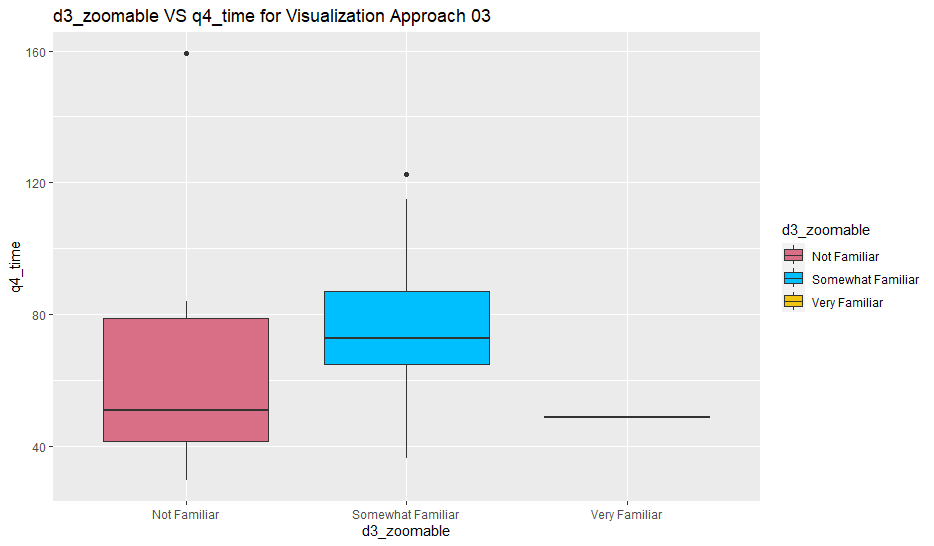 d3_zoomable VS q4_time for Visualization Approach 03
160
120
80
40
q4_time
Not Familiar
Somewhat Familiar
Very Familiar
d3_zoomable
d3_zoomable
Not Familiar
Somewhat Familiar
Very Familiar